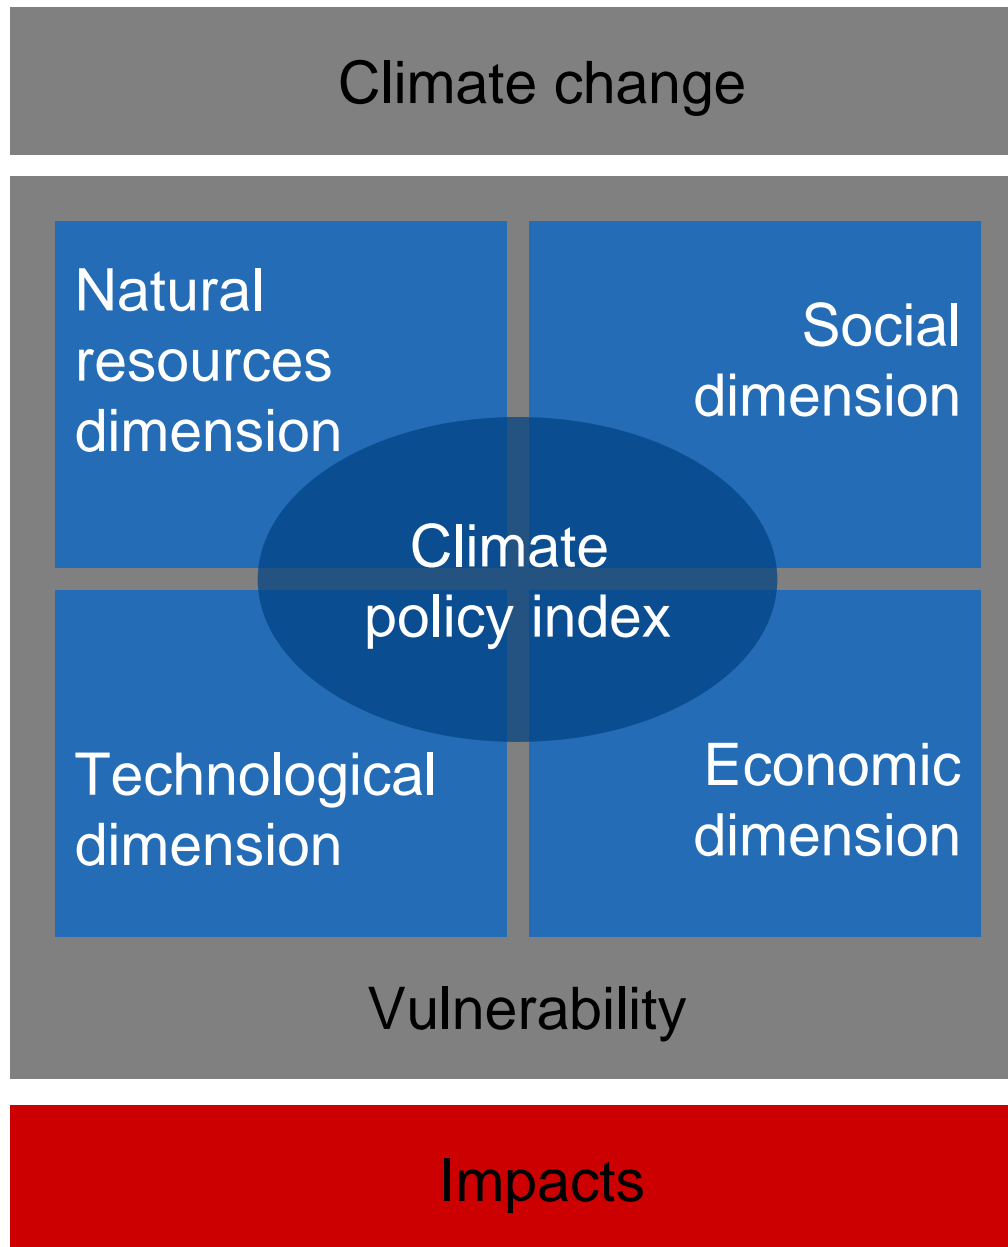 Climate change
Natural
resources
dimension
Social
dimension
Climate
policy index
Technological
dimension
Economic
dimension
Vulnerability
Impacts